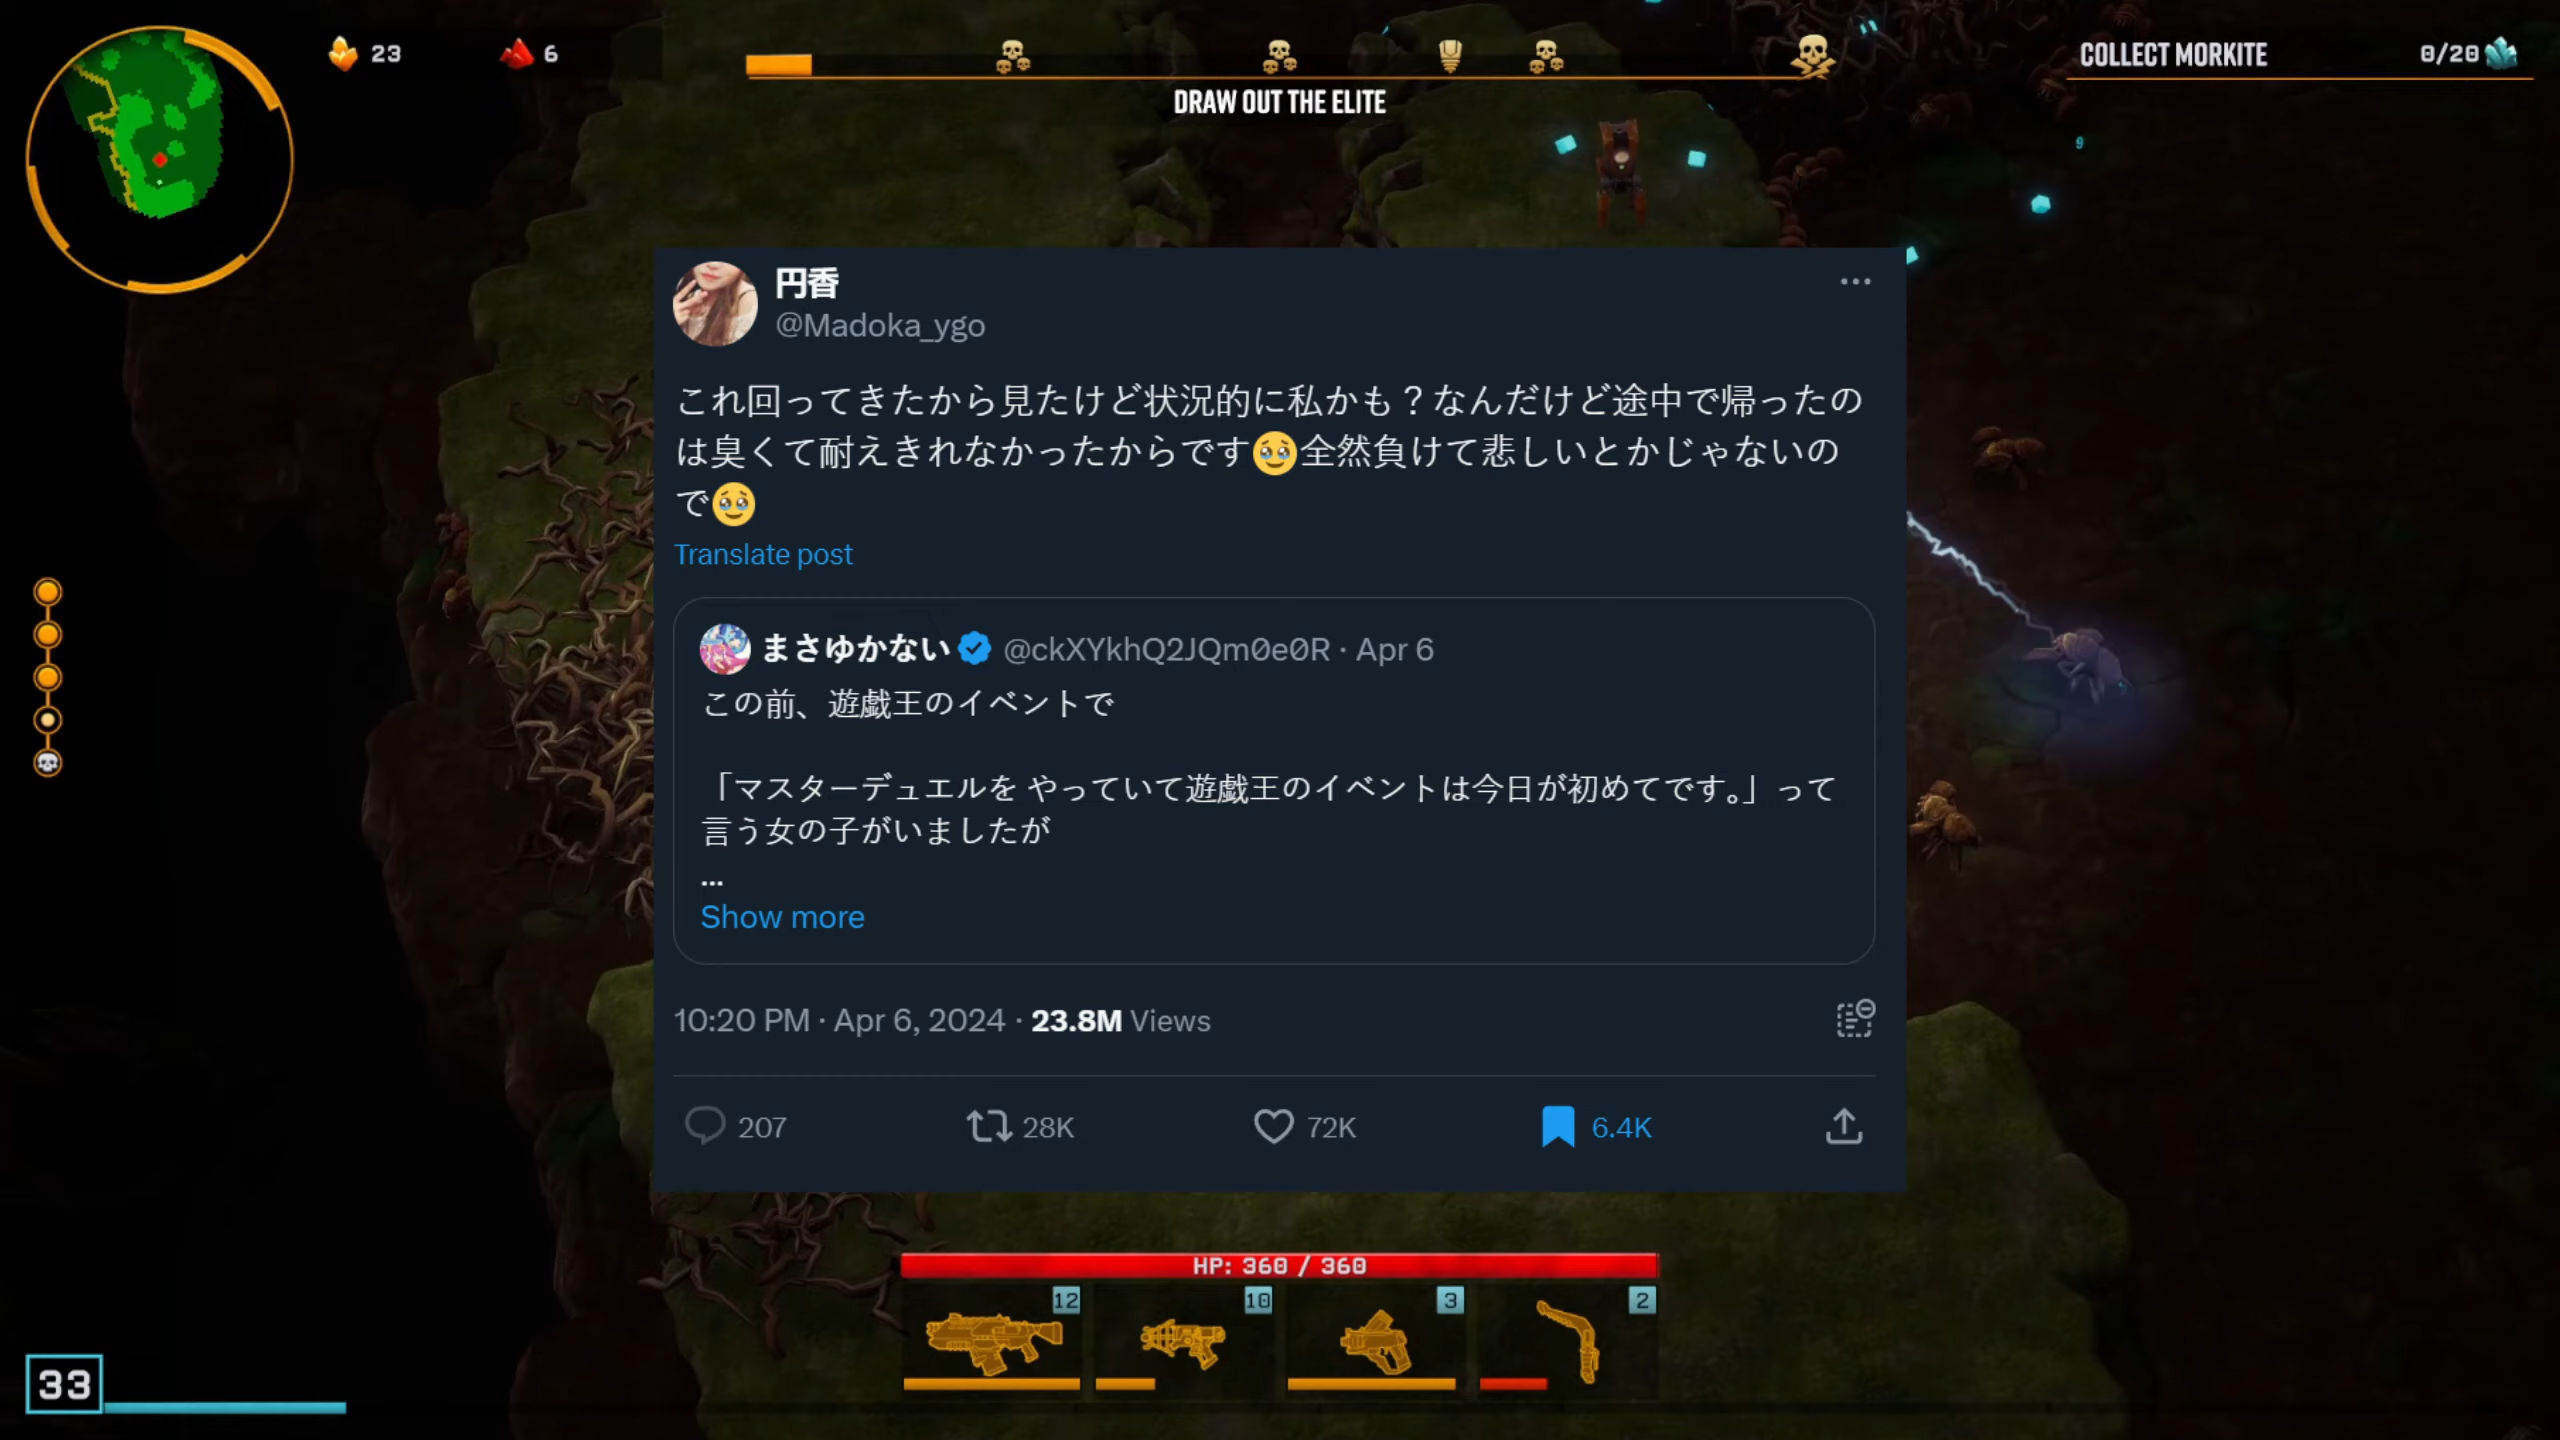 23
6
DRAW OUT THE ELITE
COLLECT MORKITE
0/20
9
円香
@Madoka_ygo
これ回ってきたから見たけど状況的に私かも？なんだけど途中で帰ったの
は臭くて耐えきれなかったからです🥹全然負けて悲しいとかじゃないの
で🥹
Translate post
まさゆかない @ckXYkhQ2JQm0e0R · Apr 6
この前、遊戯王のイベントで
「マスターデュエルを やっていて遊戯王のイベントは今日が初めてです。」って
言う女の子がいましたが
...
Show more
10:20 PM · Apr 6, 2024 · 23.8M Views
207
28K
72K
6.4K
HP: 360 / 360
12
10
3
2
33